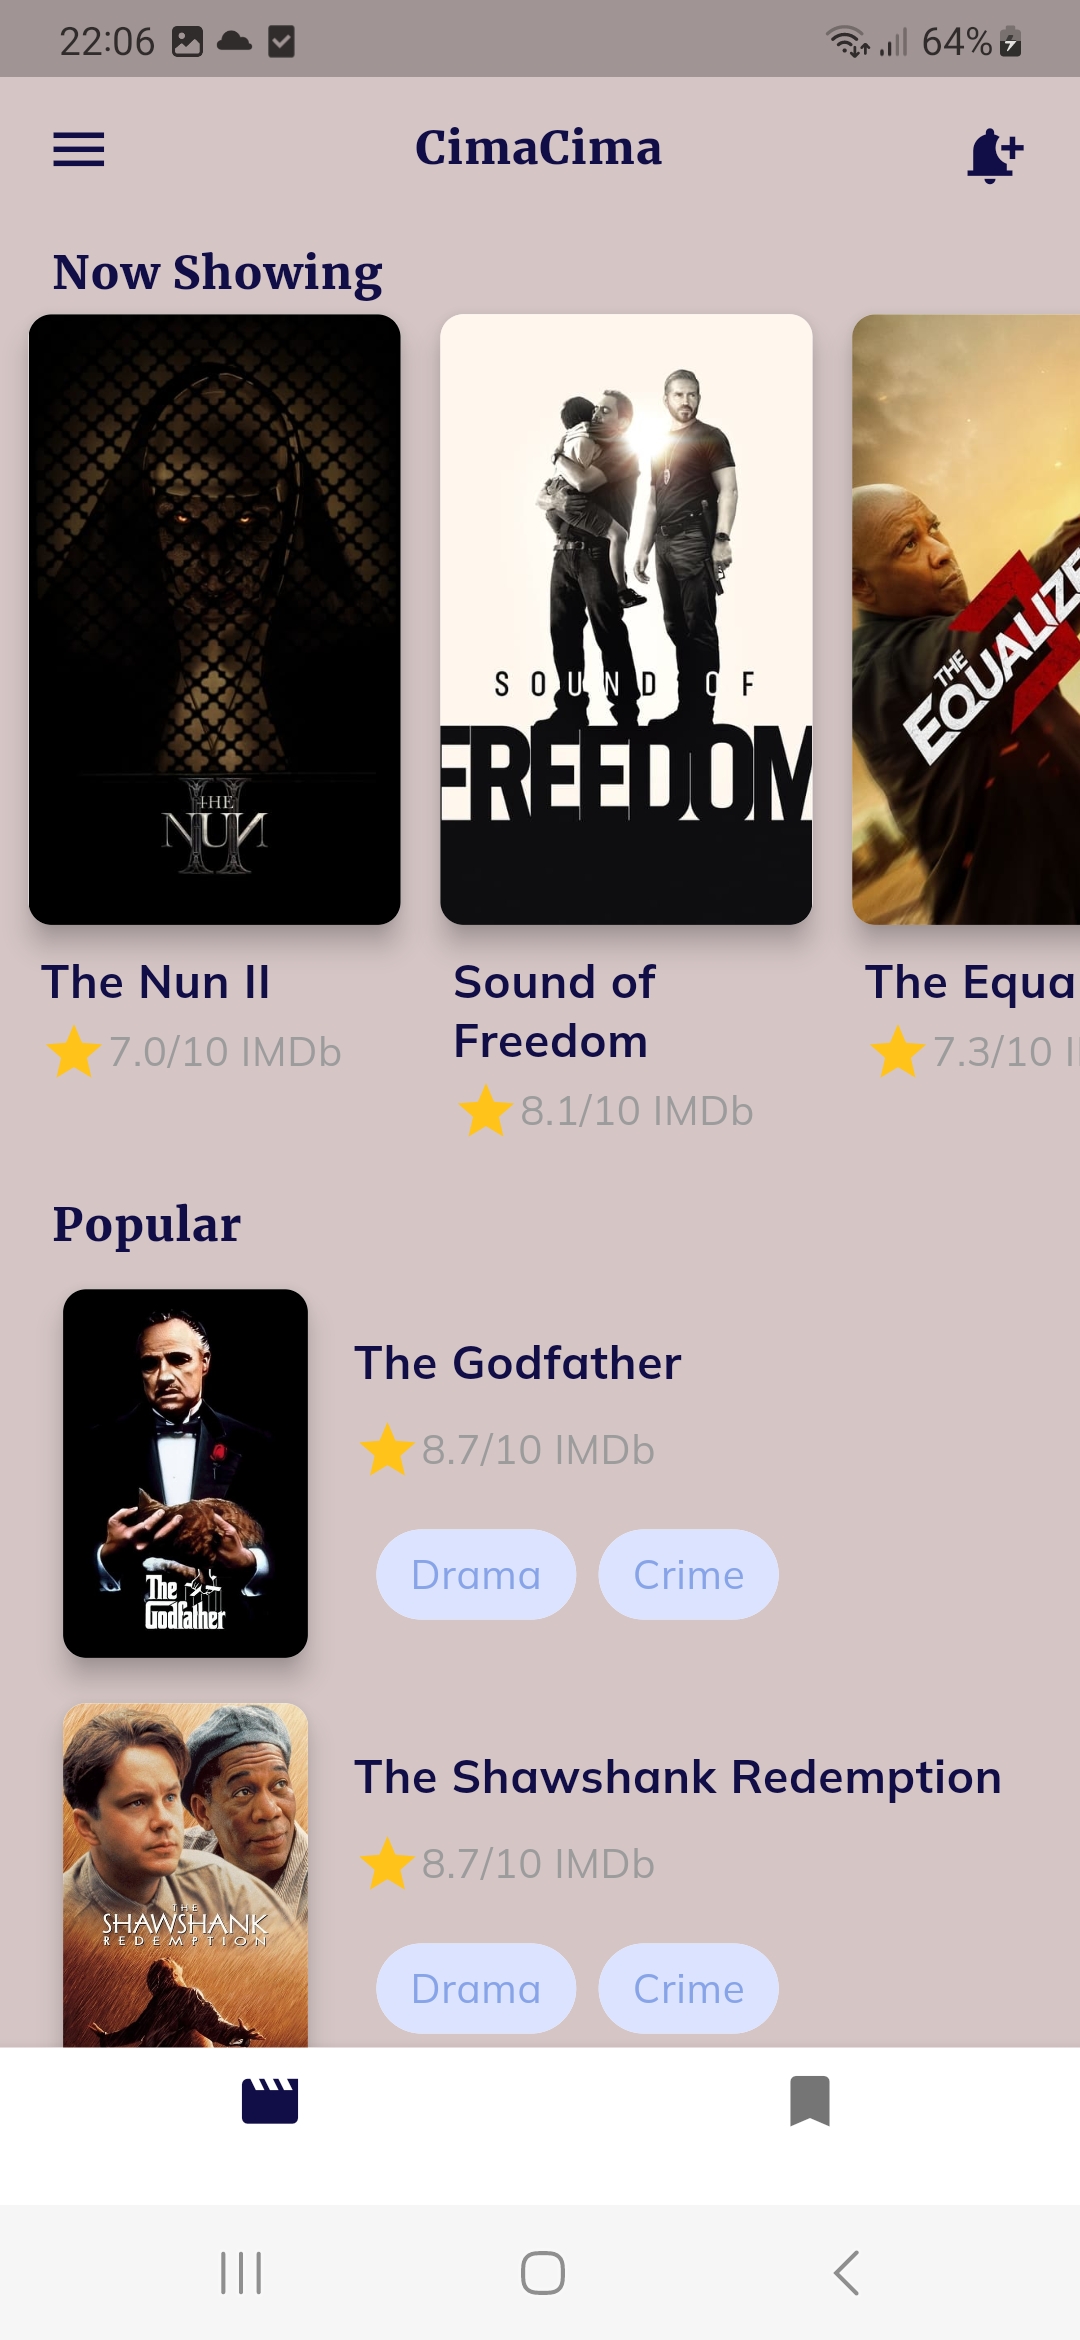 22:06
64%
CimaCima
Now Showing
THE
NUN
II
SOUND OF
FREEDOM
THE
EQUALIZE
3
The Nun II
7.0/10 IMDb
Sound of
Freedom
8.1/10 IMDb
The Equa
7.3/10 I
Popular
The
Godfather
The Godfather
8.7/10 IMDb
Drama
Crime
THE
SHAWSHANK
REDEMPTION
The Shawshank Redemption
8.7/10 IMDb
Drama
Crime